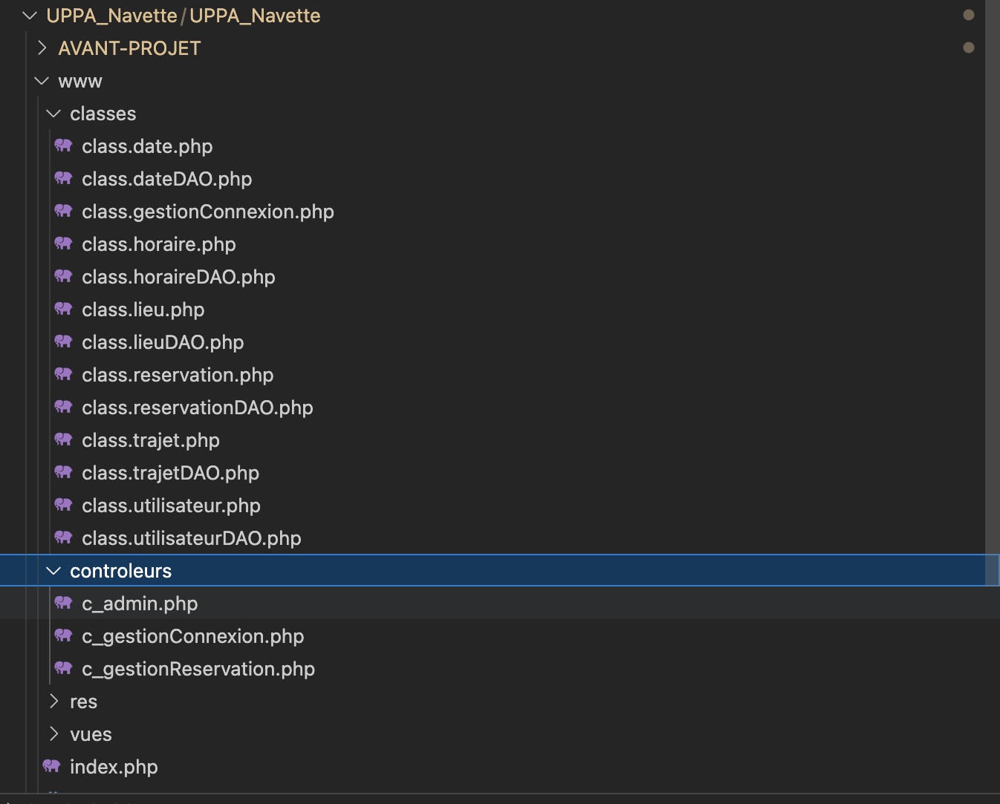 UPPA_Navette/UPPA_Navette
AVANT-PROJET
www
classes
class.date.php
class.dateDAO.php
class.gestionConnexion.php
class.horaire.php
class.horaireDAO.php
class.lieu.php
class.lieuDAO.php
class.reservation.php
class.reservationDAO.php
class.trajet.php
class.trajetDAO.php
class.utilisateur.php
class.utilisateurDAO.php
controleurs
c_admin.php
c_gestionConnexion.php
c_gestionReservation.php
res
vues
index.php